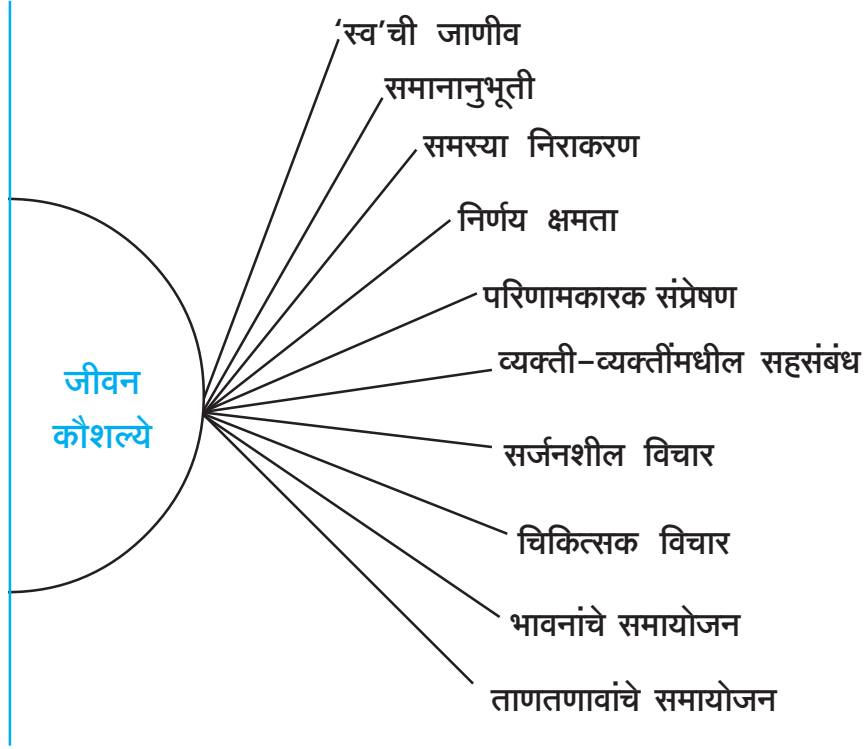 ‘स्व’ची जाणीव
समानानुभूती
समस्या निराकरण
निर्णय क्षमता
परिणामकारक संप्रेषण
व्यक्ती-व्यक्तींमधील सहसंबंध
जीवन
कौशल्ये
सर्जनशील विचार
चिकित्सक विचार
भावनांचे समायोजन
ताणतणावांचे समायोजन